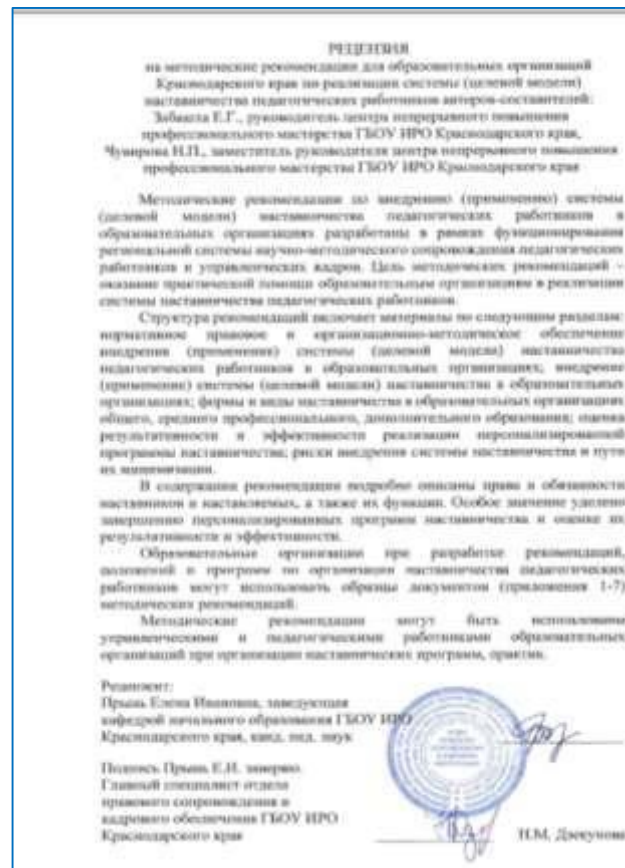 РЕЦЕНЗИЯ
на методические рекомендации для образовательных организаций
Краснодарского края по реализации системы (целевой модели)
наставничества педагогических работников авторов-составителей:
Е.Г., руководитель центра непрерывного повышения
профессионального мастерства ГБОУ ИРО Краснодарского края,
Н.П., заместитель руководителя центра непрерывного повышения
профессионального мастерства ГБОУ ИРО Краснодарского края
Методические рекомендации по внедрению (применению) системы
(целевой модели) наставничества педагогических работников в
образовательных организациях разработаны в рамках функционирования
региональной системы научно-методического сопровождения педагогических
работников и управленческих кадров. Цель методических рекомендаций –
оказание практической помощи образовательным организациям в реализации
системы наставничества педагогических работников.
Структура рекомендаций включает материалы по следующим разделам:
нормативное правовое и организационно-методическое обеспечение
внедрения (применения) системы (целевой модели) наставничества
педагогических работников в образовательных организациях; внедрение
(применение) системы (целевой модели) наставничества в образовательных
организациях; формы и виды наставничества в образовательных организациях
общего, среднего профессионального, дополнительного образования; оценка
результативности и эффективности реализации персонализированной
программы наставничества; риски внедрения системы наставничества и пути
их минимизации.
В содержании рекомендации подробно описаны права и обязанности
наставников и наставляемых, а также их функции. Особое значение уделено
завершению персонализированных программ наставничества и оценке их
результативности и эффективности.
Образовательные организации при разработке рекомендаций,
положений и программ по организации наставничества педагогических
работников могут использовать образцы документов (приложения 1-7)
методических рекомендаций.
Методические рекомендации могут быть использованы
управленческими и педагогическими работниками образовательных
организаций при организации наставнических программ, практик.
Рецензент:
Прынь Елена Ивановна, заведующая
кафедрой начального образования ГБОУ ИРО
Краснодарского края, канд. пед. наук
Подпись Прынь Е.И. заверяю.
Главный специалист отдела
правового сопровождения и
кадрового обеспечения ГБОУ ИРО
Краснодарского края
Н.М. Дзекунова